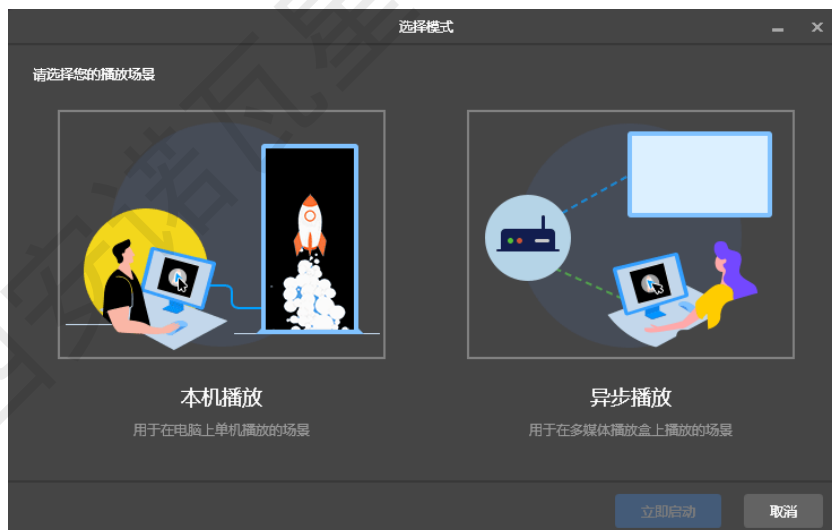 选择模式
请选择您的播放场景
本机播放
异步播放
用于在电脑上单机播放的场景
用于在多媒体播放盒上播放的场景
立即启动
取消